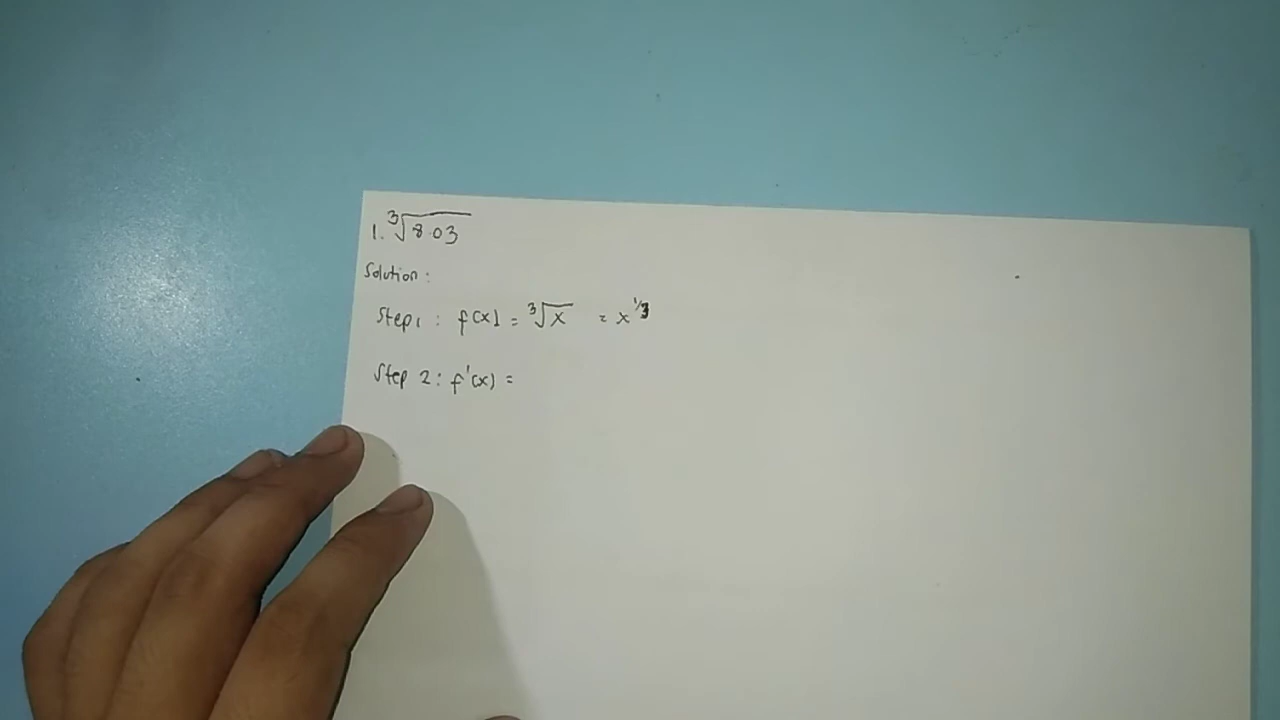 1. ∛8.03
Solution:
Step 1: f(x) = ∛x = x^1/3
Step 2: f'(x) =